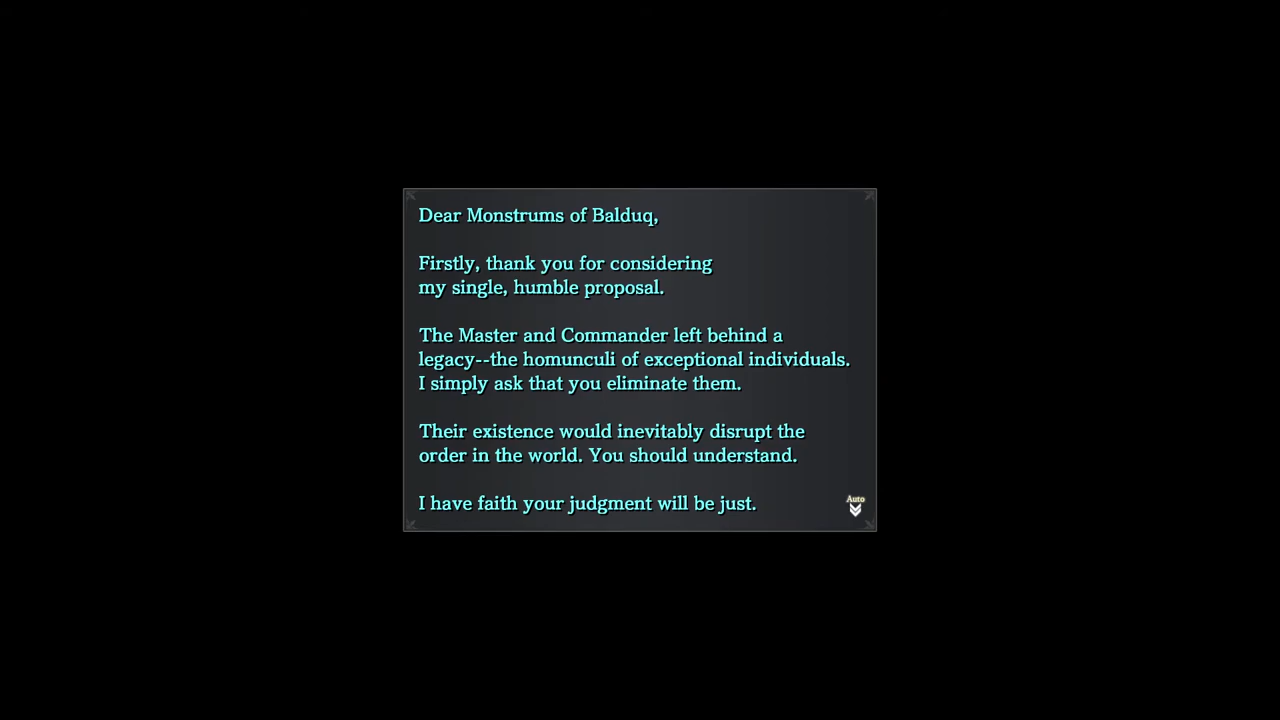 Dear Monstrums of Balduq,
Firstly, thank you for considering
my single, humble proposal.
The Master and Commander left behind a
legacy--the homunculi of exceptional individuals.
I simply ask that you eliminate them.
Their existence would inevitably disrupt the
order in the world. You should understand.
I have faith your judgment will be just.
Auto